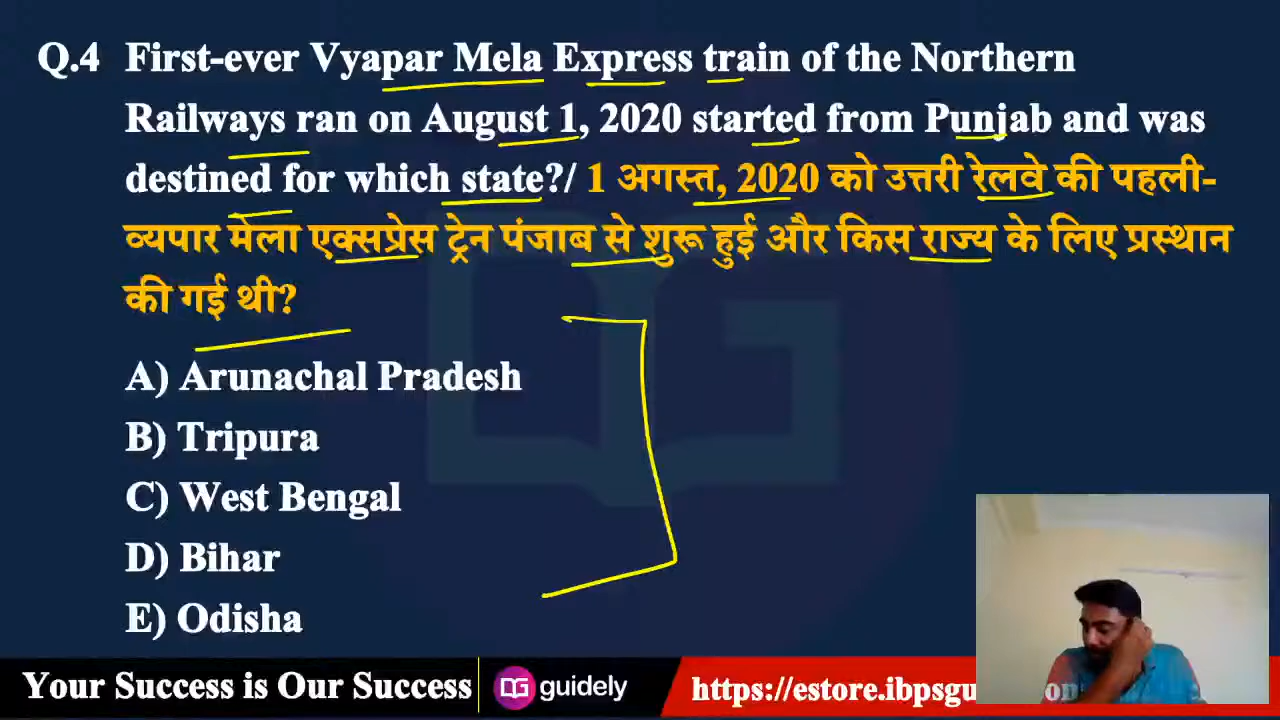 Q.4 First-ever Vyapar Mela Express train of the Northern
Railways ran on August 1, 2020 started from Punjab and was
destined for which state?/ 1 अगस्त, 2020 को उत्तरी रेलवे की पहली-
व्यपार मेला एक्सप्रेस ट्रेन पंजाब से शुरू हुई और किस राज्य के लिए प्रस्थान
की गई थी?
A) Arunachal Pradesh
B) Tripura
C) West Bengal
D) Bihar
E) Odisha
Your Success is Our Success guidely https://estore.ibpsgu